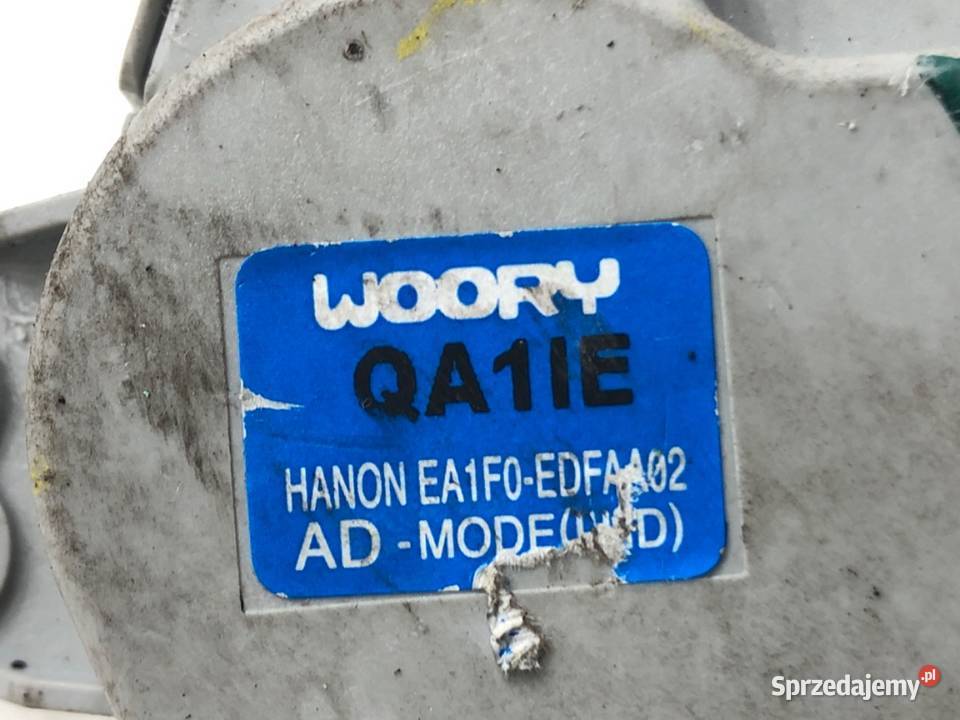 WOORY
QA1IE
HANON EA1F0-EDFAA02
AD - MODE
Sprzedajemy.pl